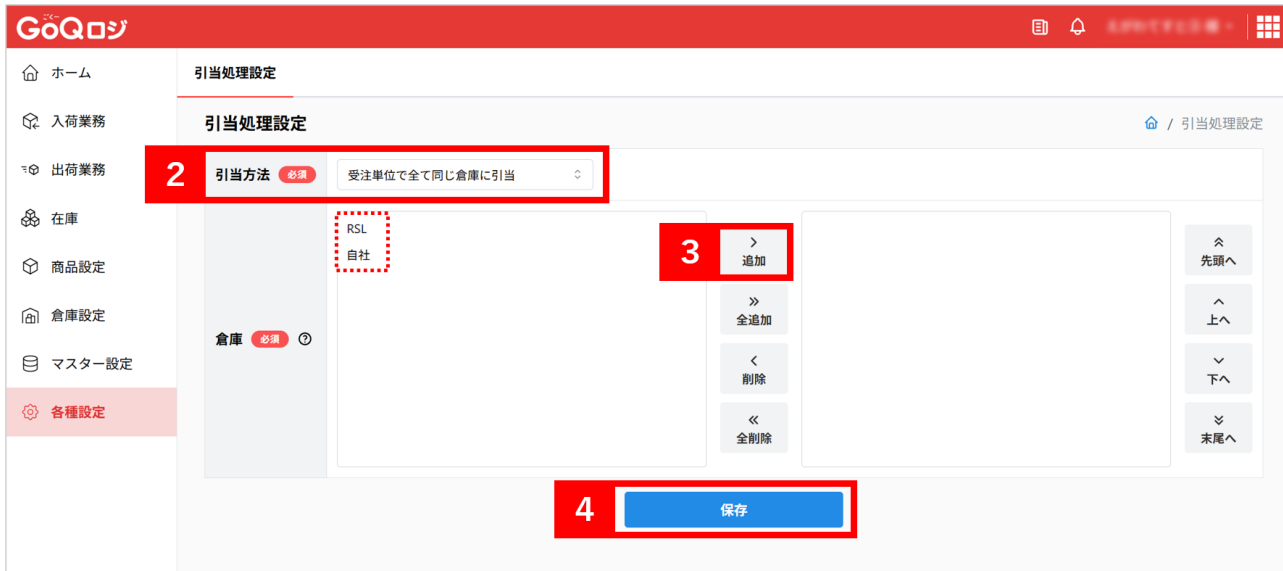 ごくー
GoQロジ
ホーム
入荷業務
出荷業務
在庫
商品設定
倉庫設定
マスター設定
各種設定
引当処理設定
引当処理設定
/ 引当処理設定
2
引当方法 必須
受注単位で全て同じ倉庫に引当
倉庫 必須
RSL
自社
3
追加
全追加
削除
全削除
先頭へ
上へ
下へ
末尾へ
4
保存